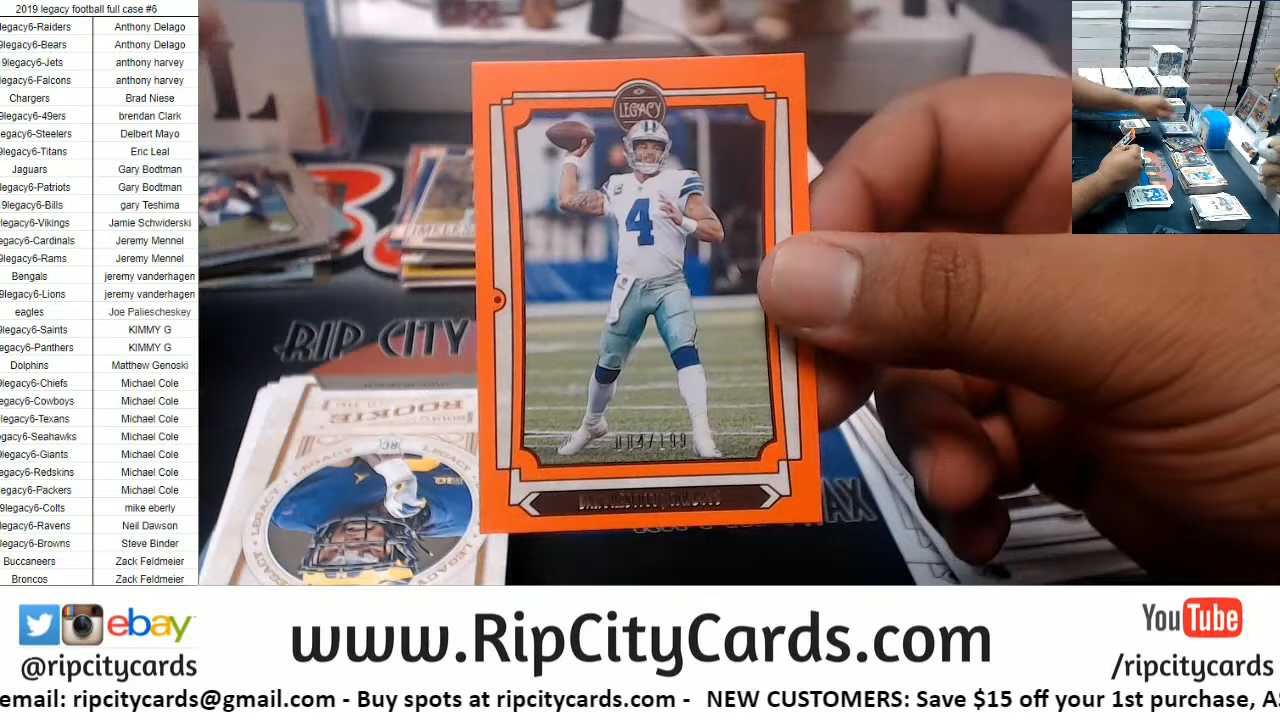 2019 legacy football full case #6
legacy6-Raiders Anthony Delago
9legacy6-Bears Anthony Delago
9legacy6-Jets anthony harvey
legacy6-Falcons anthony harvey
Chargers Brad Niese
9legacy6-49ers brendan Clark
legacy6-Steelers Delbert Mayo
9legacy6-Titans Eric Leal
Jaguars Gary Bodtman
legacy6-Patriots Gary Bodtman
9legacy6-Bills gary Teshima
legacy6-Vikings Jamie Schwiderski
egacy6-Cardinals Jeremy Mennel
legacy6-Rams Jeremy Mennel
Bengals jeremy vanderhagen
9legacy6-Lions jeremy vanderhagen
eagles Joe Paliescheskey
9legacy6-Saints KIMMY G
legacy6-Panthers KIMMY G
Dolphins Matthew Genoski
9legacy6-Chiefs Michael Cole
egacy6-Cowboys Michael Cole
legacy6-Texans Michael Cole
gacy6-Seahawks Michael Cole
9legacy6-Giants Michael Cole
egacy6-Redskins Michael Cole
legacy6-Packers Michael Cole
9legacy6-Colts mike eberly
legacy6-Ravens Neil Dawson
legacy6-Browns Steve Binder
Buccaneers Zack Feldmeier
Broncos Zack Feldmeier
LEGACY
4
RIP CITY
ROOKIE
LEGACY
ebay
@ripcitycards
www.RipCityCards.com
YouTube
/ripcitycards
email: ripcitycards@gmail.com - Buy spots at ripcitycards.com - NEW CUSTOMERS: Save $15 off your 1st purchase,